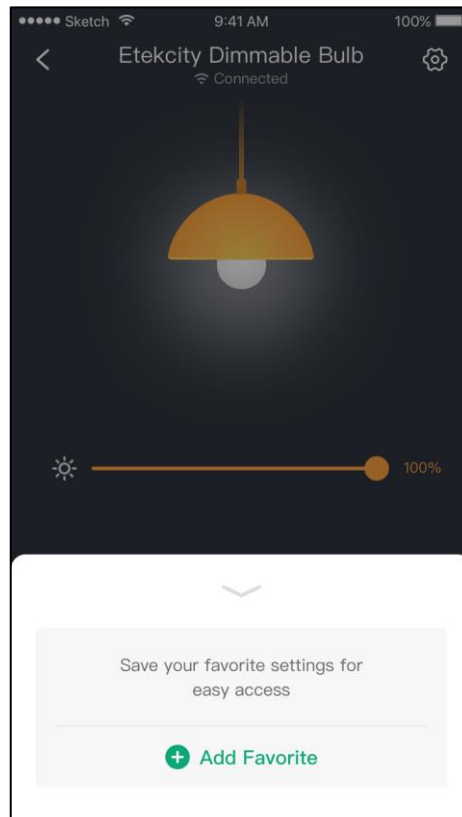 Sketch 9:41 AM 100%
Etekcity Dimmable Bulb
Connected
100%
Save your favorite settings for
easy access
Add Favorite